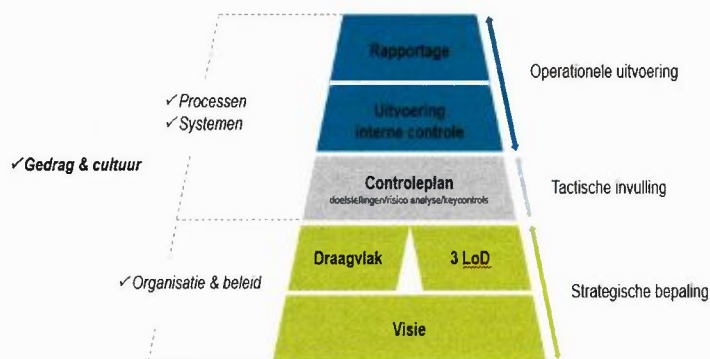 Rapportage
Operationele uitvoering
✓Processen
✓Systemen
Uitvoering
interne controle
✓Gedrag & cultuur
Controleplan
doelstellingen/risico analyse/keycontrols
Tactische invulling
Draagvlak
3 LoD
✓Organisatie & beleid
Strategische bepaling
Visie